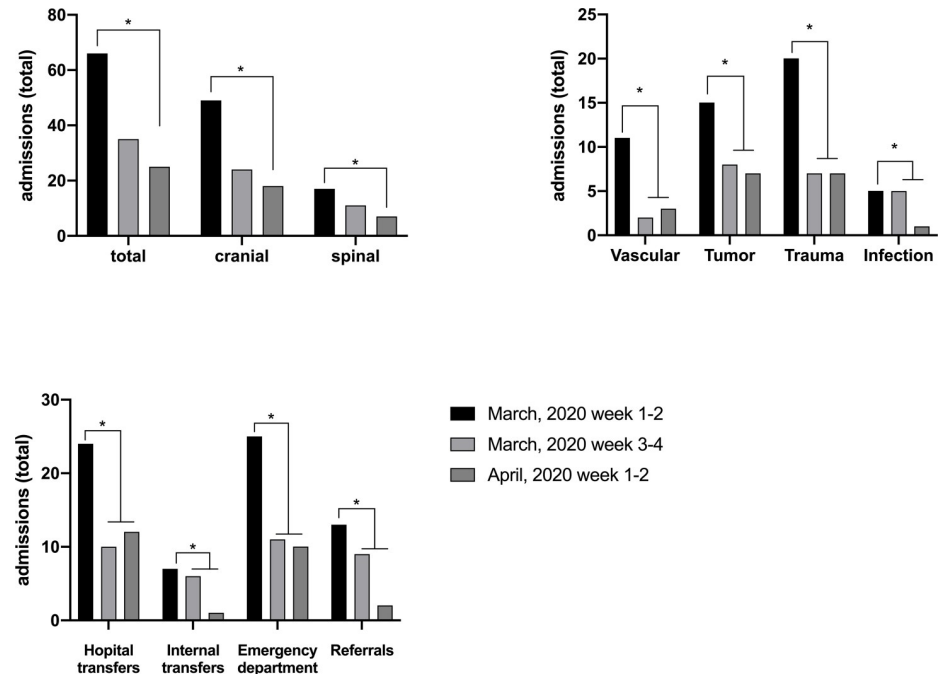 admissions (total)
80
60
40
20
0
*
*
*
total cranial spinal
admissions (total)
25
20
15
10
5
0
*
*
*
*
Vascular Tumor Trauma Infection
admissions (total)
30
20
10
0
*
*
*
*
Hopital Internal Emergency Referrals
transfers transfers department
March, 2020 week 1-2
March, 2020 week 3-4
April, 2020 week 1-2